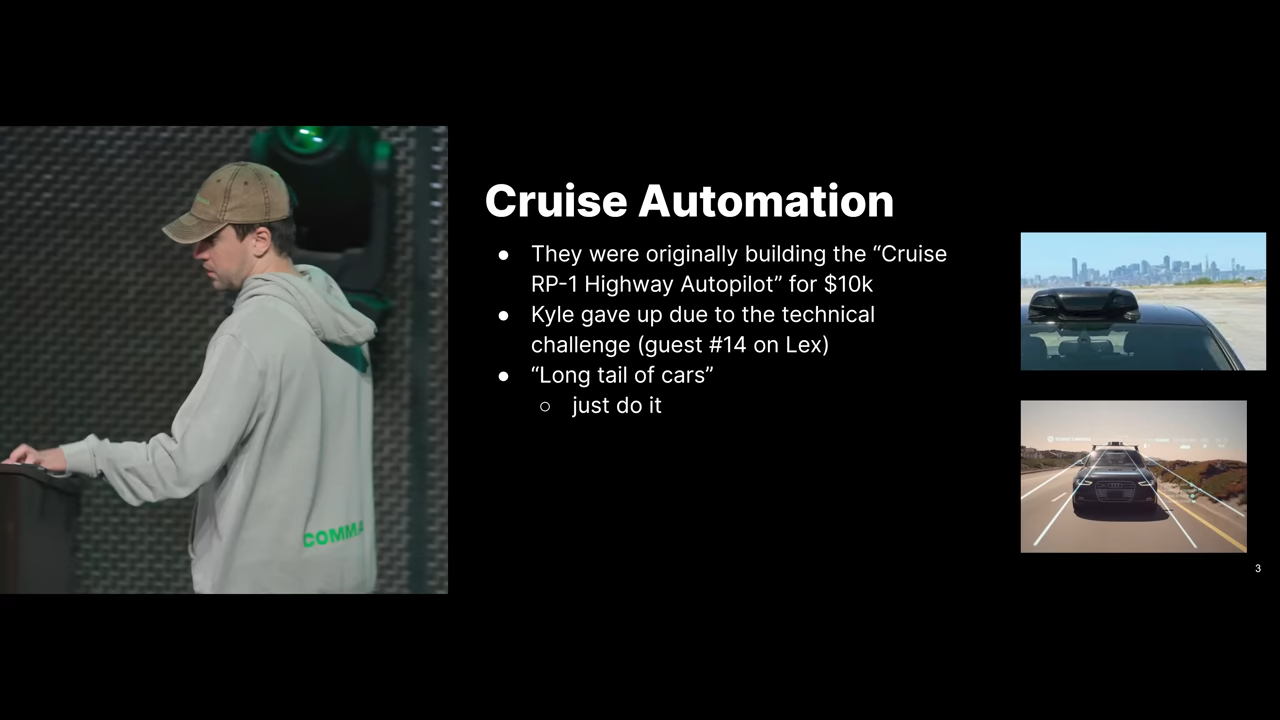 Cruise Automation
● They were originally building the “Cruise
RP-1 Highway Autopilot” for $10k
● Kyle gave up due to the technical
challenge (guest #14 on Lex)
● “Long tail of cars”
○ just do it
COMMA
3